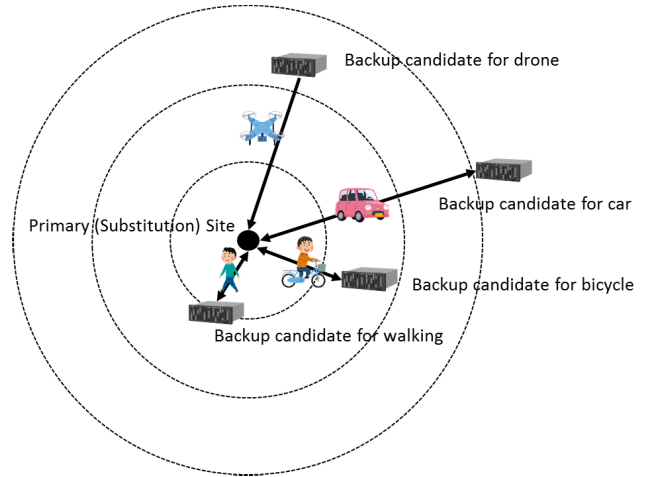 Backup candidate for drone
Backup candidate for car
Primary (Substitution) Site
Backup candidate for bicycle
Backup candidate for walking